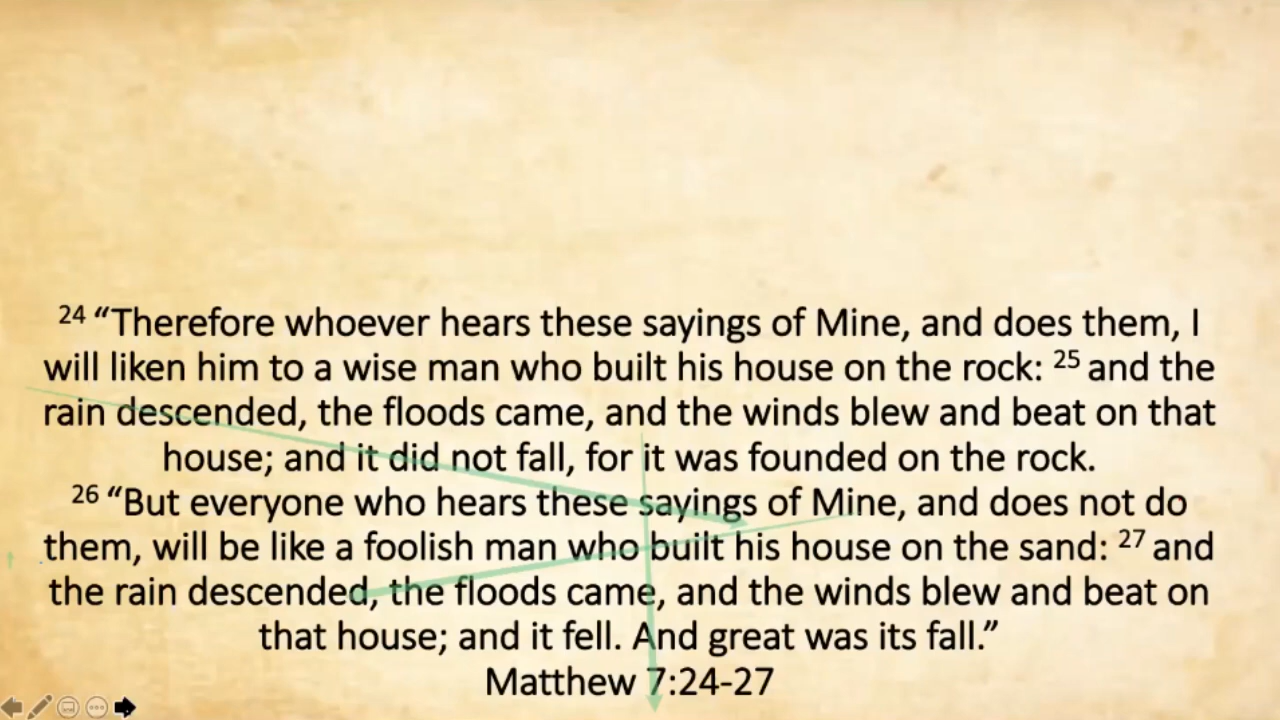 24 “Therefore whoever hears these sayings of Mine, and does them, I
will liken him to a wise man who built his house on the rock: 25 and the
rain descended, the floods came, and the winds blew and beat on that
house; and it did not fall, for it was founded on the rock.
26 “But everyone who hears these sayings of Mine, and does not do
them, will be like a foolish man who built his house on the sand: 27 and
the rain descended, the floods came, and the winds blew and beat on
that house; and it fell. And great was its fall.”
Matthew 7:24-27